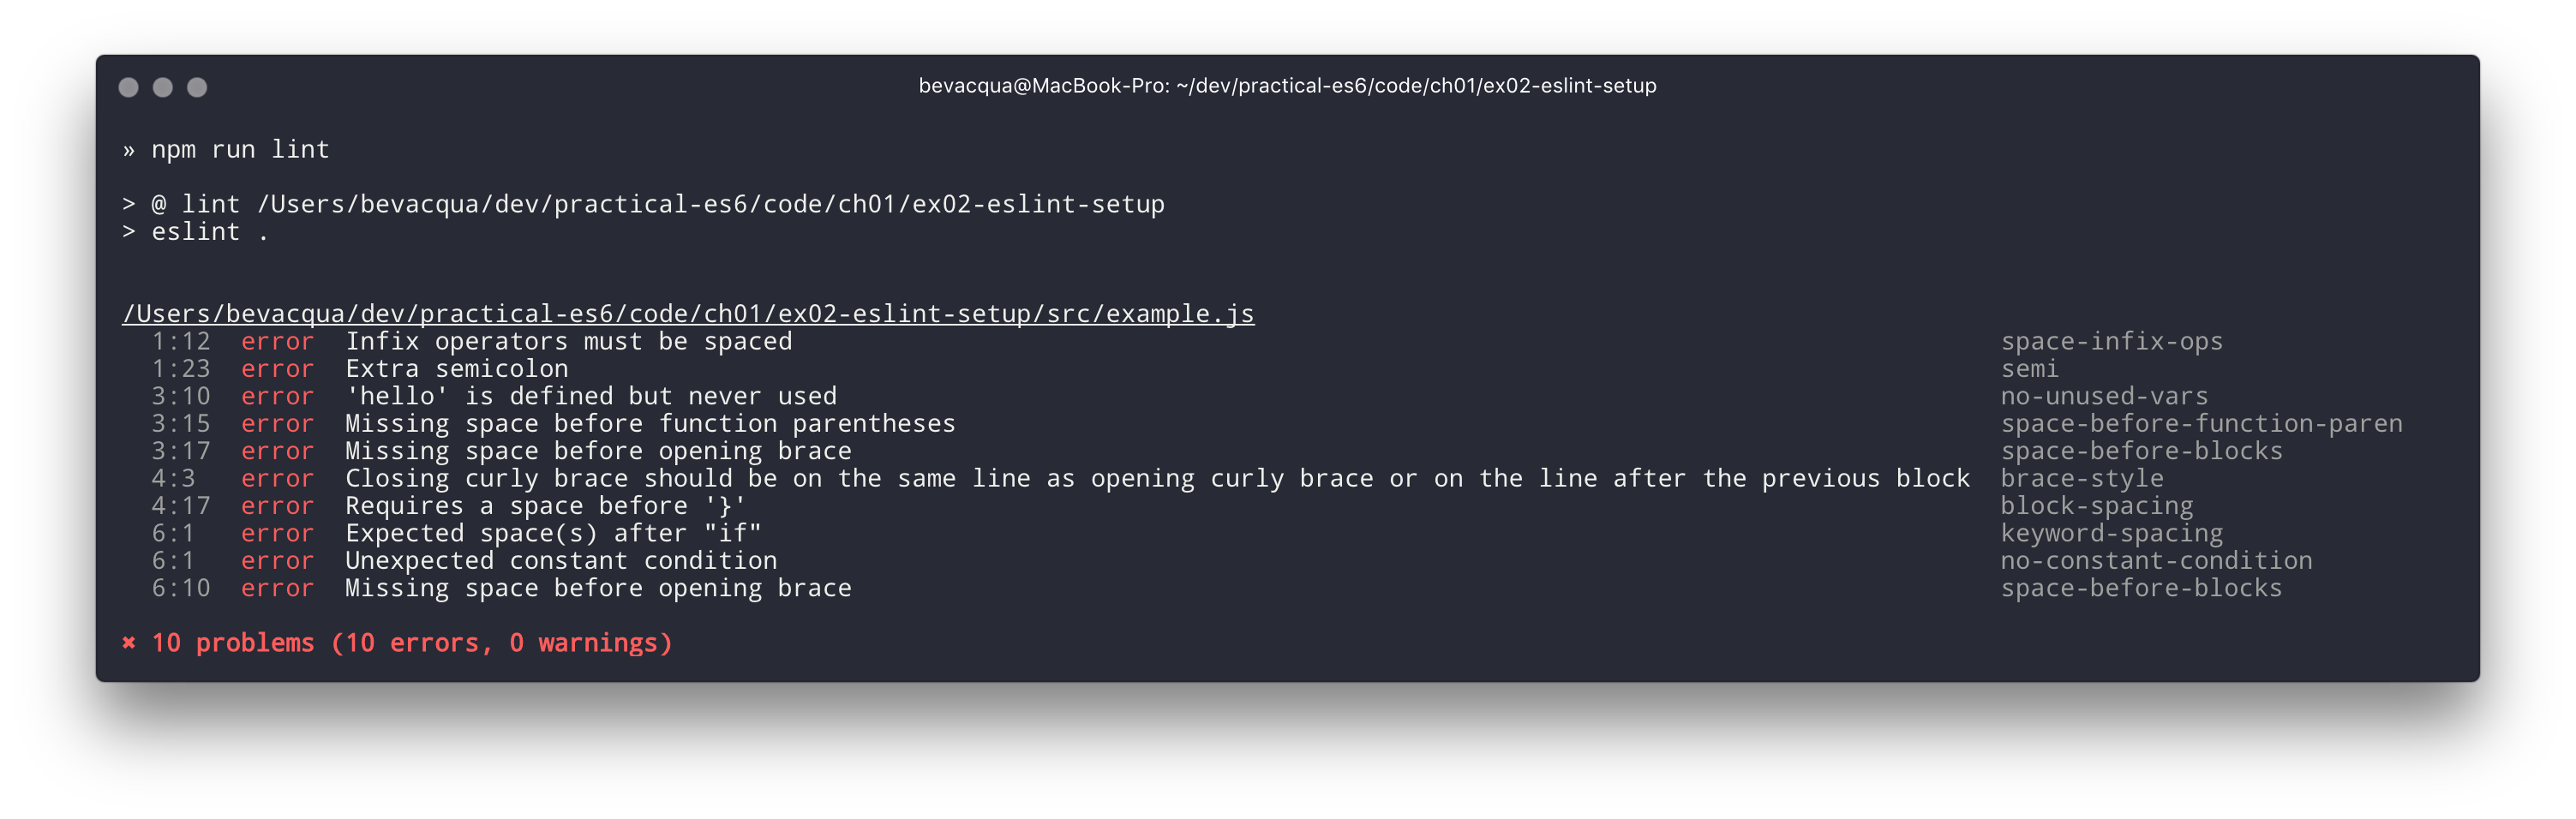 bevacqua@MacBook-Pro: ~/dev/practical-es6/code/ch01/ex02-eslint-setup
» npm run lint
> @ lint /Users/bevacqua/dev/practical-es6/code/ch01/ex02-eslint-setup
> eslint .
/Users/bevacqua/dev/practical-es6/code/ch01/ex02-eslint-setup/src/example.js
1:12 error Infix operators must be spaced space-infix-ops
1:23 error Extra semicolon semi
3:10 error 'hello' is defined but never used no-unused-vars
3:15 error Missing space before function parentheses space-before-function-paren
3:17 error Missing space before opening brace space-before-blocks
4:3 error Closing curly brace should be on the same line as opening curly brace or on the line after the previous block brace-style
4:17 error Requires a space before '}' block-spacing
6:1 error Expected space(s) after "if" keyword-spacing
6:1 error Unexpected constant condition no-constant-condition
6:10 error Missing space before opening brace space-before-blocks
✖ 10 problems (10 errors, 0 warnings)